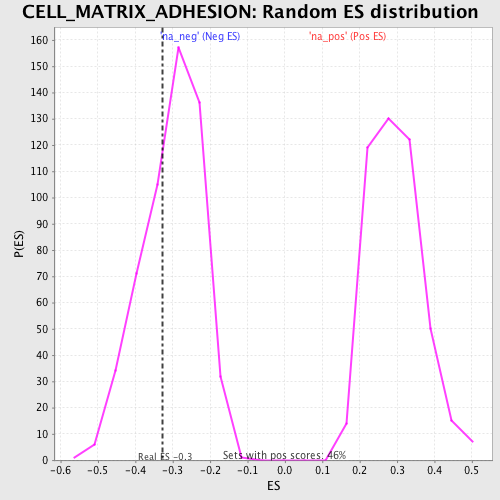 CELL_MATRIX_ADHESION: Random ES distribution
'na_neg' (Neg ES) 'na_pos' (Pos ES)
160
150
140
130
120
110
100
90
80
70
60
50
40
30
20
10
0
P(ES)
Real ES -0.3 Sets with pos scores: 46%
-0.6 -0.5 -0.4 -0.3 -0.2 -0.1 0.0 0.1 0.2 0.3 0.4 0.5
ES